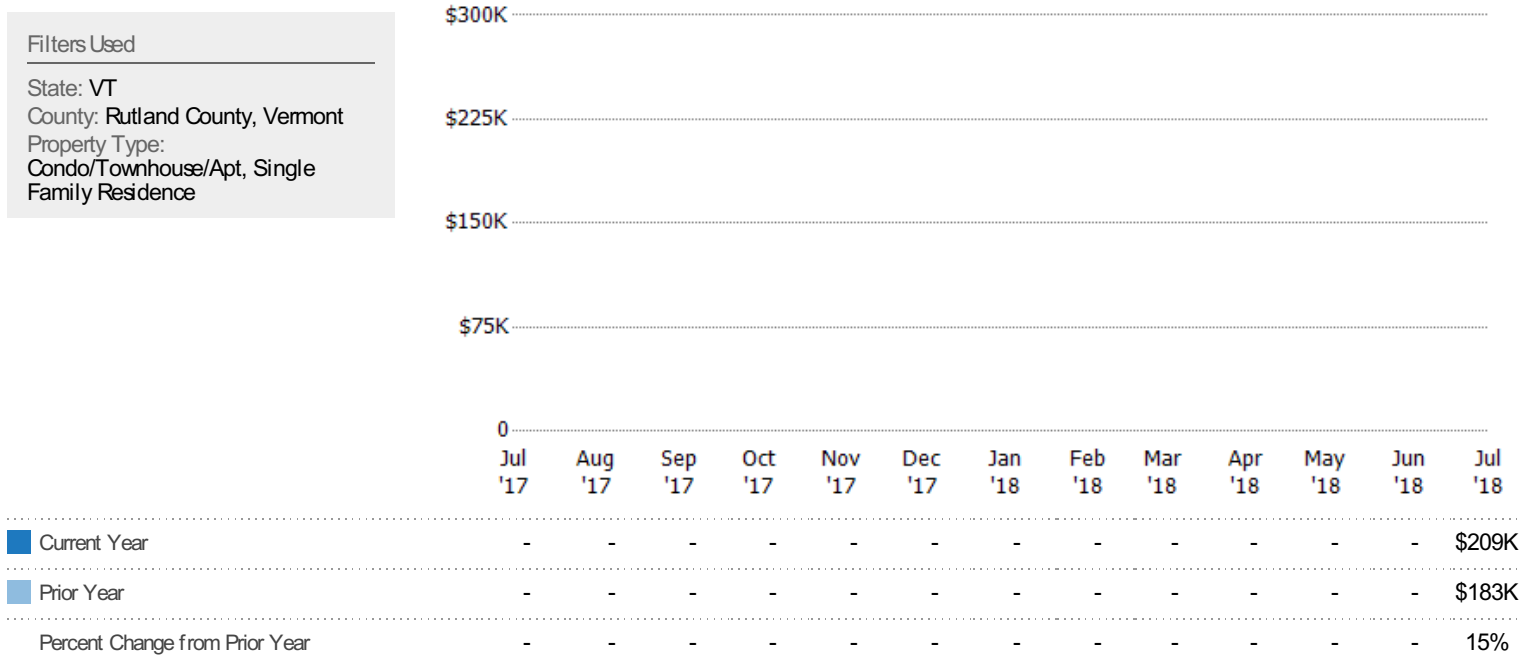 Filters Used
State: VT
County: Rutland County, Vermont
Property Type:
Condo/Townhouse/Apt, Single
Family Residence
$300K
$225K
$150K
$75K
0
Jul Aug Sep Oct Nov Dec Jan Feb Mar Apr May Jun Jul
'17 '17 '17 '17 '17 '17 '18 '18 '18 '18 '18 '18 '18
Current Year - - - - - - - - - - - - $209K
Prior Year - - - - - - - - - - - - $183K
Percent Change from Prior Year - - - - - - - - - - - - 15%